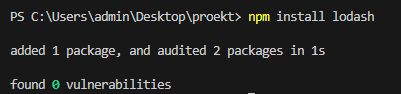 PS C:\Users\admin\Desktop\proekt> npm install lodash
added 1 package, and audited 2 packages in 1s
found 0 vulnerabilities